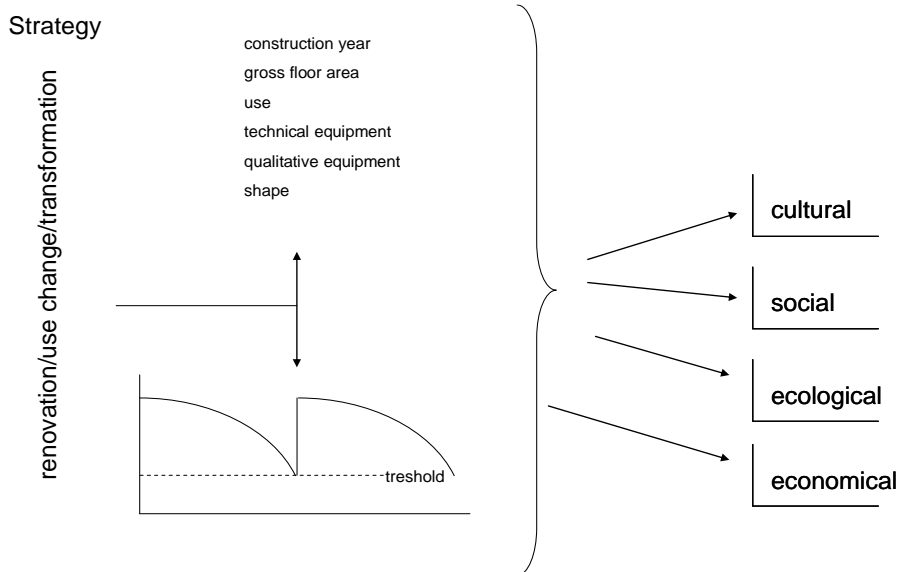 Strategy
renovation/use change/transformation
construction year
gross floor area
use
technical equipment
qualitative equipment
shape
treshold
cultural
social
ecological
economical